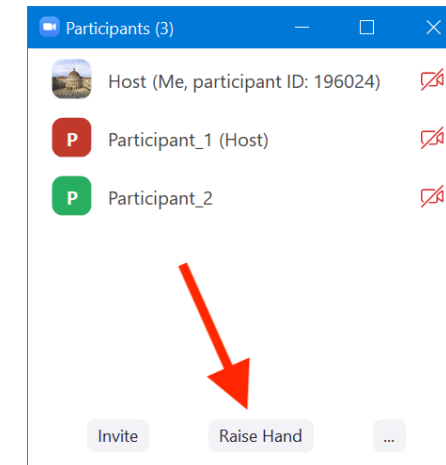 Participants (3)
Host (Me, participant ID: 196024)
P Participant_1 (Host)
P Participant_2
Invite Raise Hand ...